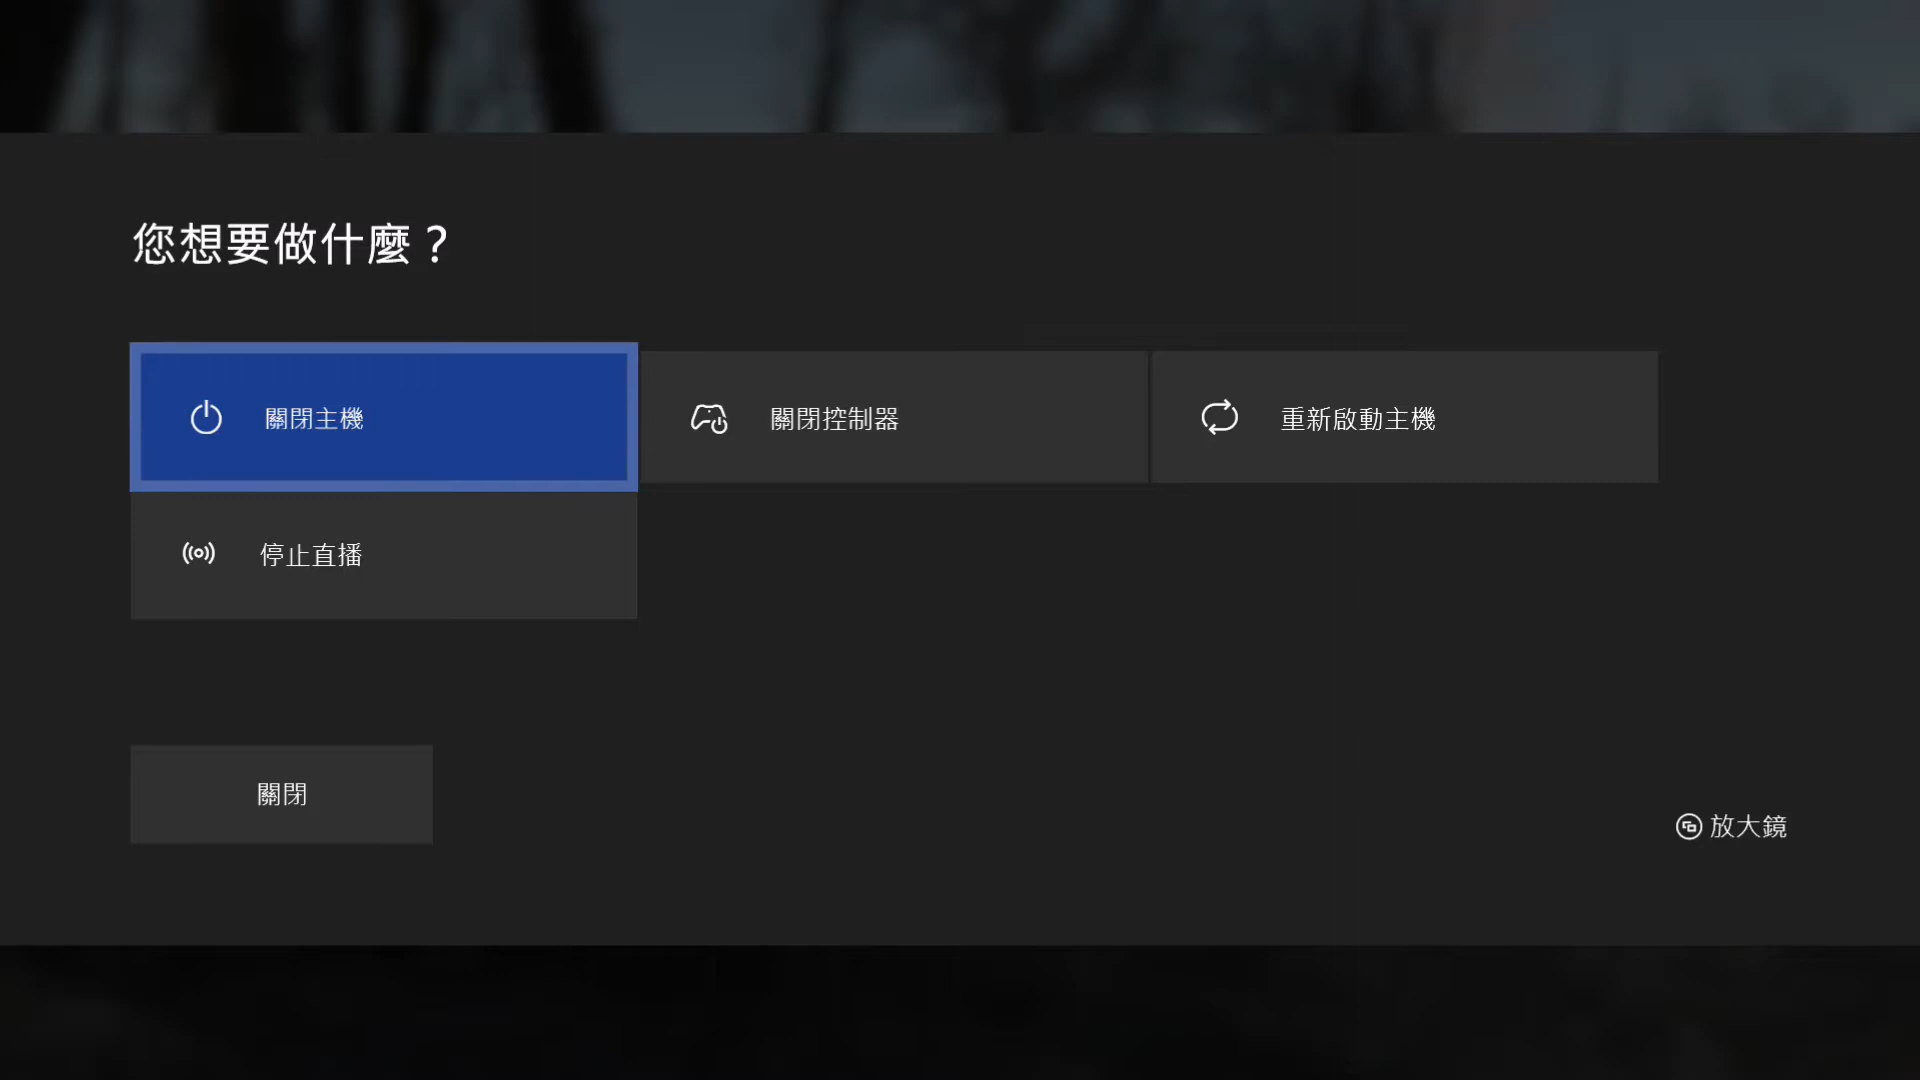 您想要做什麼？
關閉主機
關閉控制器
重新啟動主機
停止直播
關閉
放大鏡